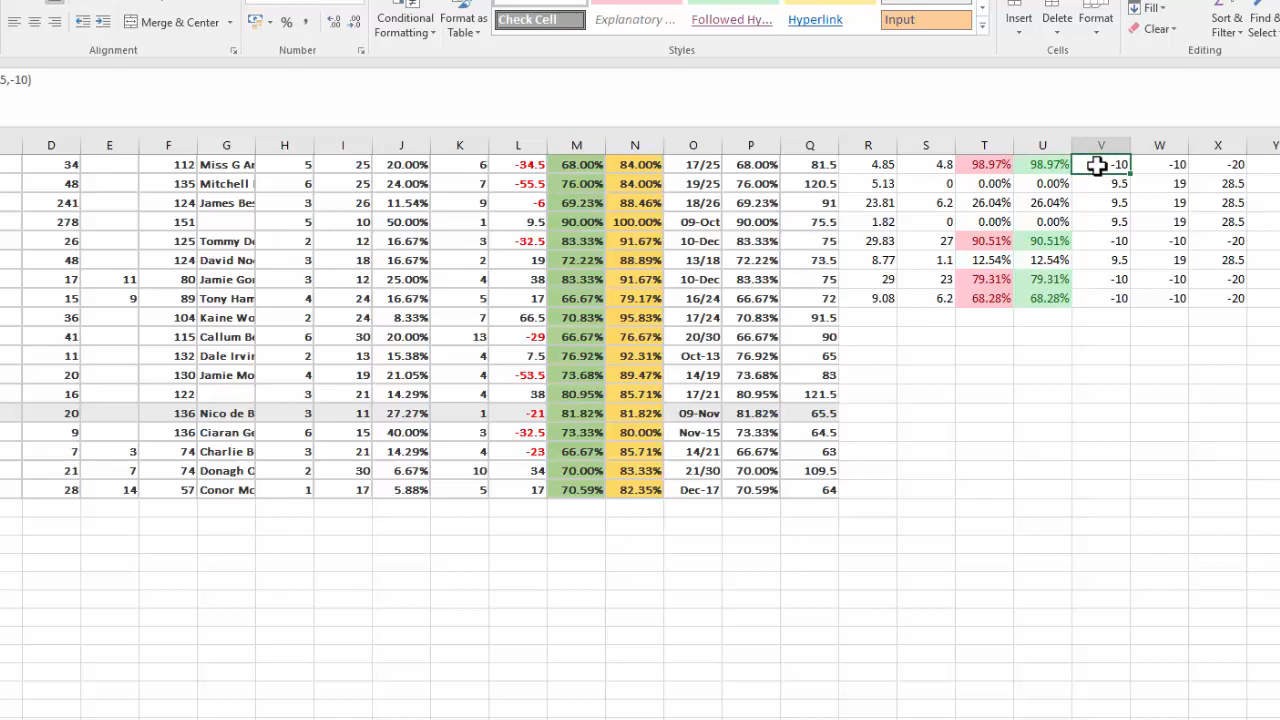 Check Cell Explanatory ... Followed Hy... Hyperlink Input
Merge & Center % , Conditional Formatting Format as Table Insert Delete Format Fill Clear Sort & Filter Find Select
Alignment Number Styles Cells Editing
5,-10)
D E F G H I J K L M N O P Q R S T U V W X Y
34 112 Miss G Ar 5 25 20.00% 6 -34.5 68.00% 84.00% 17/25 68.00% 81.5 4.85 4.8 98.97% 98.97% -10 -10 -20
48 135 Mitchell 6 25 24.00% 7 -55.5 76.00% 84.00% 19/25 76.00% 120.5 5.13 0 0.00% 0.00% 9.5 19 28.5
241 124 James Bes 3 26 11.54% 9 -6 69.23% 88.46% 18/26 69.23% 91 23.81 6.2 26.04% 26.04% 9.5 19 28.5
278 151 5 10 50.00% 1 9.5 90.00% 100.00% 09-Oct 90.00% 75.5 1.82 0 0.00% 0.00% 9.5 19 28.5
26 125 Tommy Do 2 12 16.67% 3 -32.5 83.33% 91.67% 10-Dec 83.33% 75 29.83 27 90.51% 90.51% -10 -10 -20
48 124 David No 3 18 16.67% 2 19 72.22% 88.89% 13/18 72.22% 73.5 8.77 1.1 12.54% 12.54% 9.5 19 28.5
17 11 80 Jamie Gor 3 12 25.00% 4 38 83.33% 91.67% 10-Dec 83.33% 75 29 23 79.31% 79.31% -10 -10 -20
15 9 89 Tony Ham 4 24 16.67% 5 17 66.67% 79.17% 16/24 66.67% 72 9.08 6.2 68.28% 68.28% -10 -10 -20
36 104 Kaine Wo 2 24 8.33% 7 66.5 70.83% 95.83% 17/24 70.83% 91.5
41 115 Callum Be 6 30 20.00% 13 -29 66.67% 76.67% 20/30 66.67% 90
11 132 Dale Irvin 2 13 15.38% 4 7.5 76.92% 92.31% Oct-13 76.92% 65
20 130 Jamie Mo 4 19 21.05% 4 -53.5 73.68% 89.47% 14/19 73.68% 83
16 122 3 21 14.29% 4 38 80.95% 85.71% 17/21 80.95% 121.5
20 136 Nico de B 3 11 27.27% 1 -21 81.82% 81.82% 09-Nov 81.82% 65.5
9 136 Ciaran Ge 6 15 40.00% 3 -32.5 73.33% 80.00% Nov-15 73.33% 64.5
7 3 74 Charlie B 3 21 14.29% 4 -23 66.67% 85.71% 14/21 66.67% 63
21 7 74 Donagh O 2 30 6.67% 10 34 70.00% 83.33% 21/30 70.00% 109.5
28 14 57 Conor Mc 1 17 5.88% 5 17 70.59% 82.35% Dec-17 70.59% 64